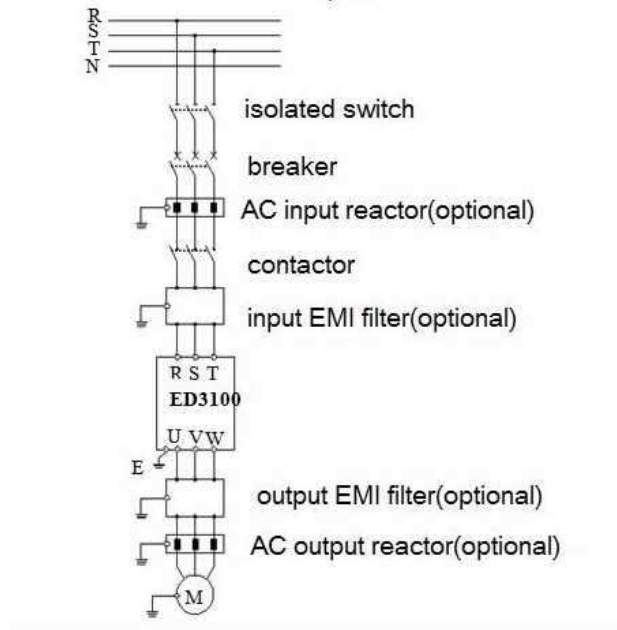 R
S
T
N
isolated switch
breaker
AC input reactor(optional)
contactor
input EMI filter(optional)
R S T
ED3100
U V W
E
output EMI filter(optional)
AC output reactor(optional)
M